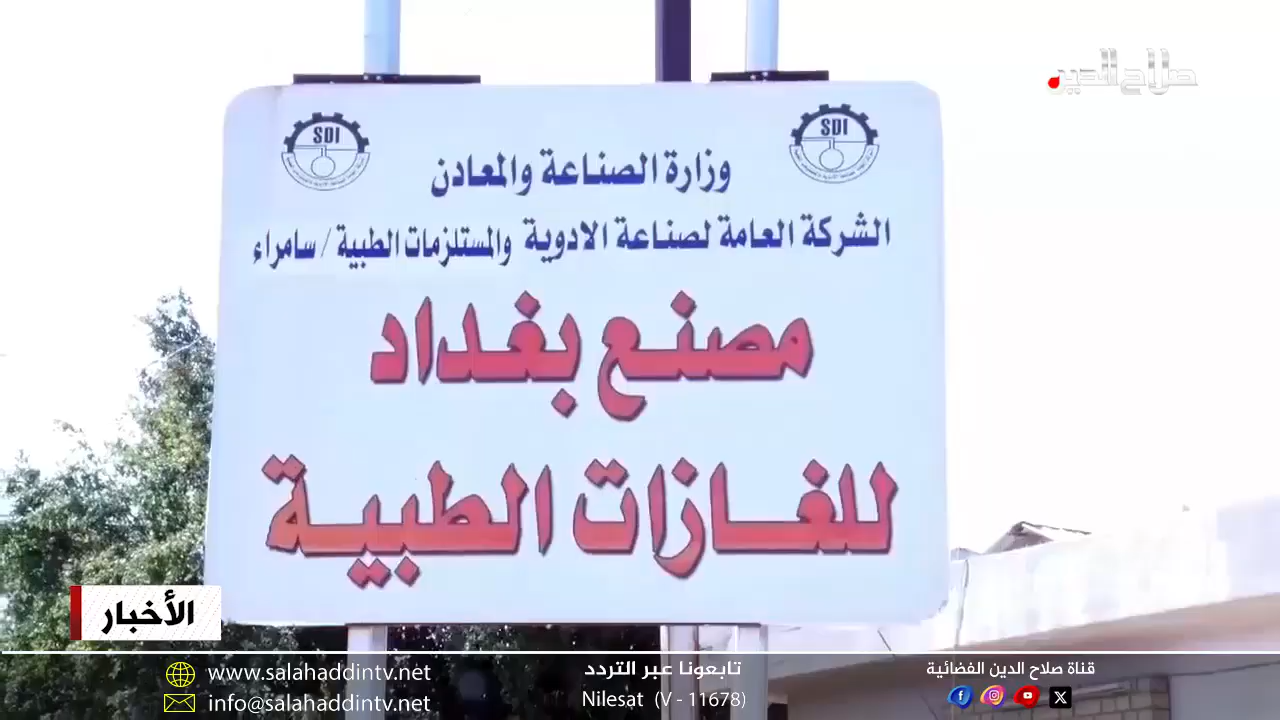 صلاح الدين
SDI
SDI
وزارة الصناعة والمعادن
الشركة العامة لصناعة الادوية والمستلزمات الطبية / سامراء
مصنع بغداد
للغازات الطبية
الأخبار
قناة صلاح الدين الفضائية
تابعونا عبر التردد
Nilesat (V - 11678)
www.salahaddintv.net
info@salahaddintv.net